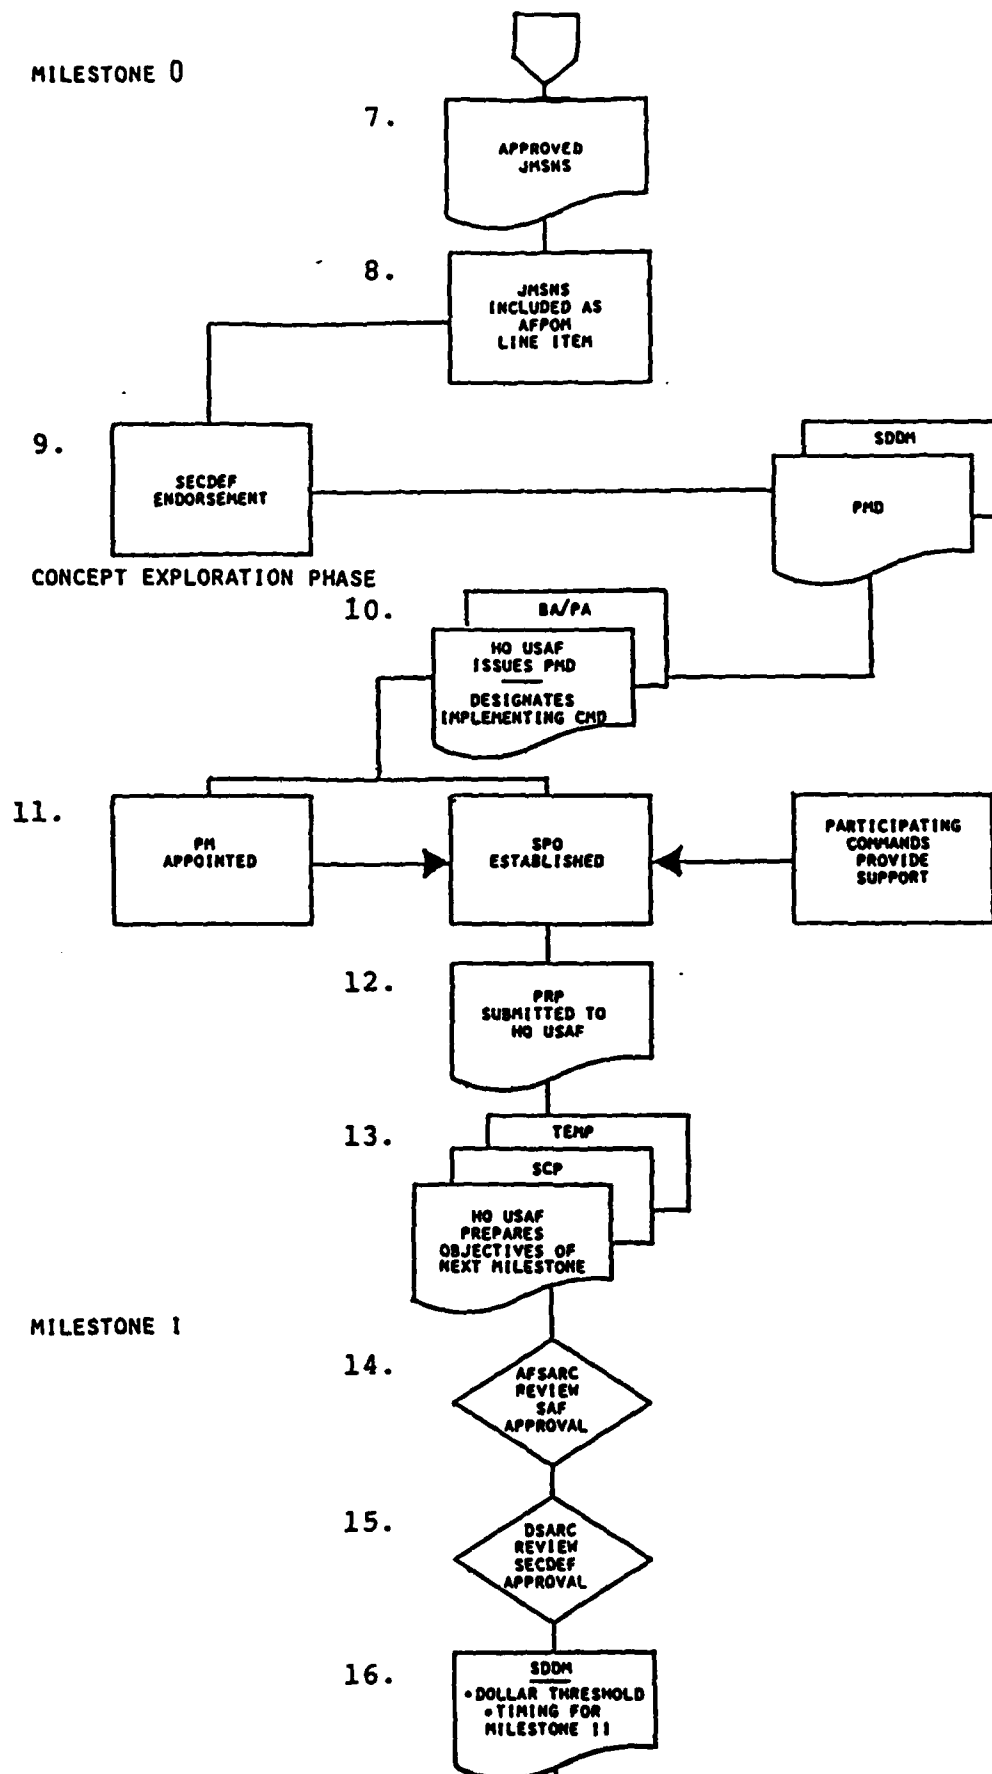 MILESTONE 0
7.
APPROVED
JMSNS
8.
JMSNS
INCLUDED AS
AFPOM
LINE ITEM
9.
SECDEF
ENDORSEMENT
SDDM
PMD
CONCEPT EXPLORATION PHASE
10.
BA/PA
HQ USAF
ISSUES PMD
DESIGNATES
IMPLEMENTING CMD
11.
PM
APPOINTED
SPO
ESTABLISHED
PARTICIPATING
COMMANDS
PROVIDE
SUPPORT
12.
PRP
SUBMITTED TO
HQ USAF
13.
TEMP
SCP
HQ USAF
PREPARES
OBJECTIVES OF
NEXT MILESTONE
MILESTONE I
14.
AFSARC
REVIEW
SAF
APPROVAL
15.
DSARC
REVIEW
SECDEF
APPROVAL
16.
SDDM
•DOLLAR THRESHOLD
•TIMING FOR
MILESTONE II